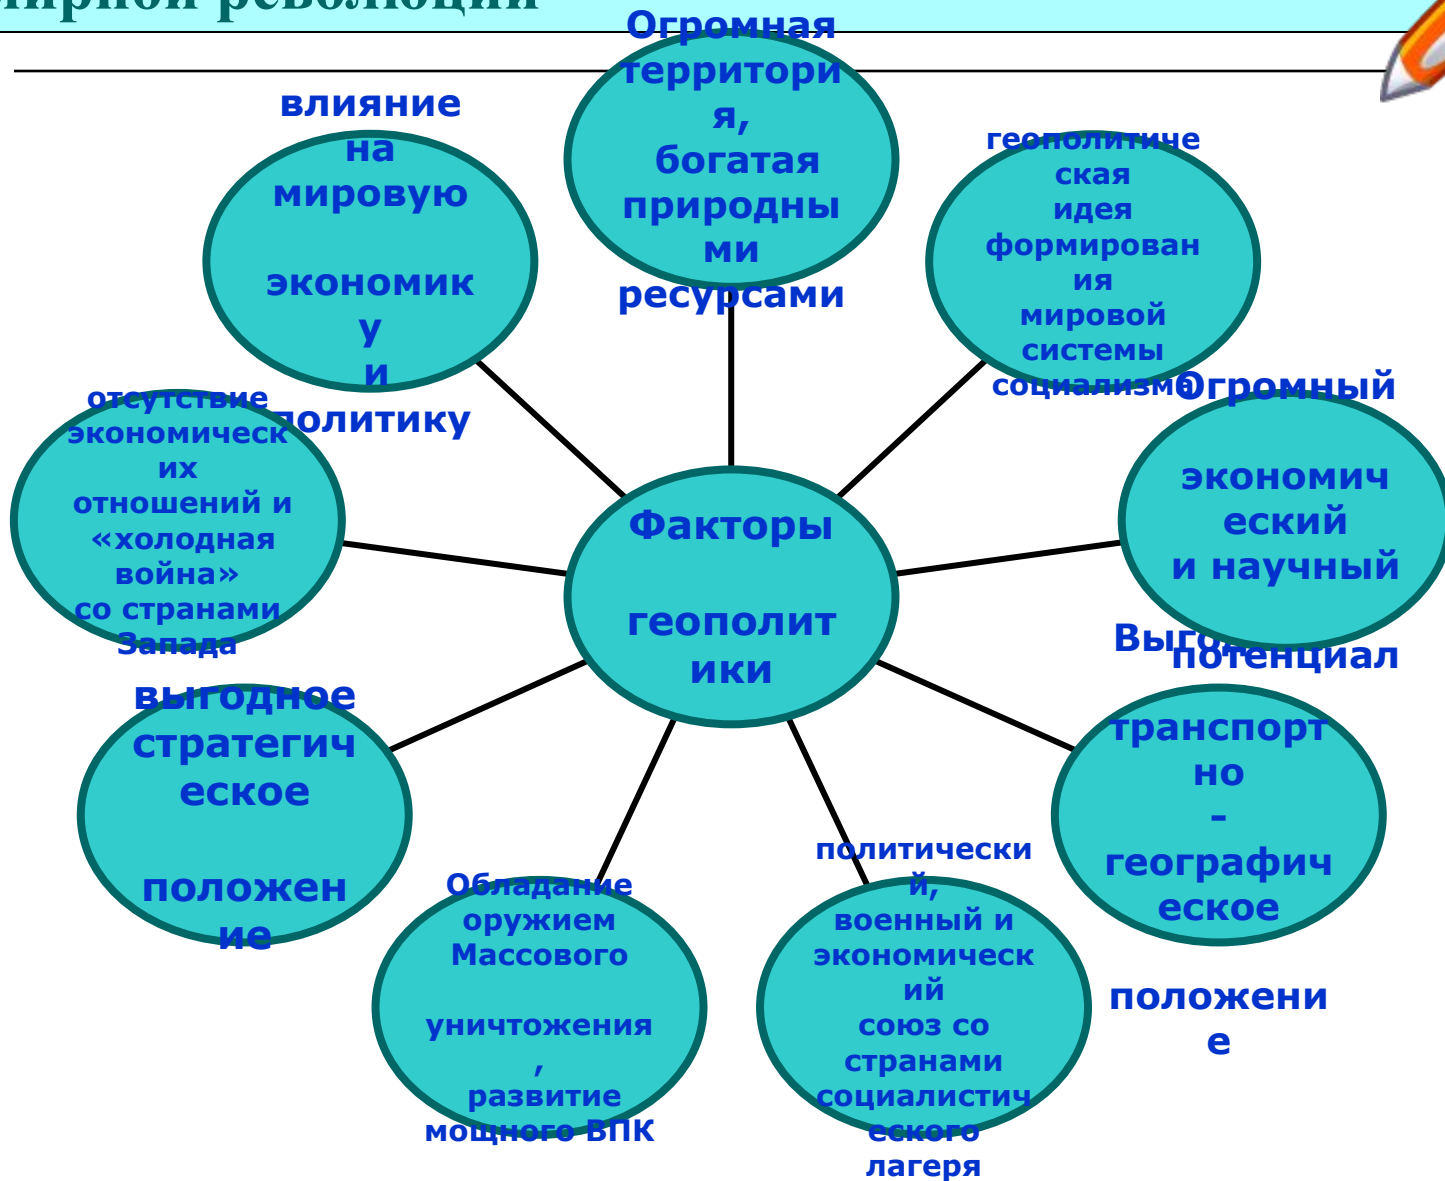 мирной революции
Огромная
территори
я,
богатая
природны
ми
ресурсами
влияние
на
мировую
экономик
у
и
политику
геополитиче
ская
идея
формирован
ия
мировой
системы
социализма
Огромный
экономич
еский
и научный
потенциал
отсутствие
экономическ
их
отношений и
«холодная
война»
со странами
Запада
Факторы
геополит
ики
транспорт
но
-
географич
еское
положени
е
выгодное
стратегич
еское
положен
ие
Обладание
оружием
Массового
уничтожения
,
развитие
мощного ВПК
политически
й,
военный и
экономическ
ий
союз со
странами
социалистич
еского
лагеря